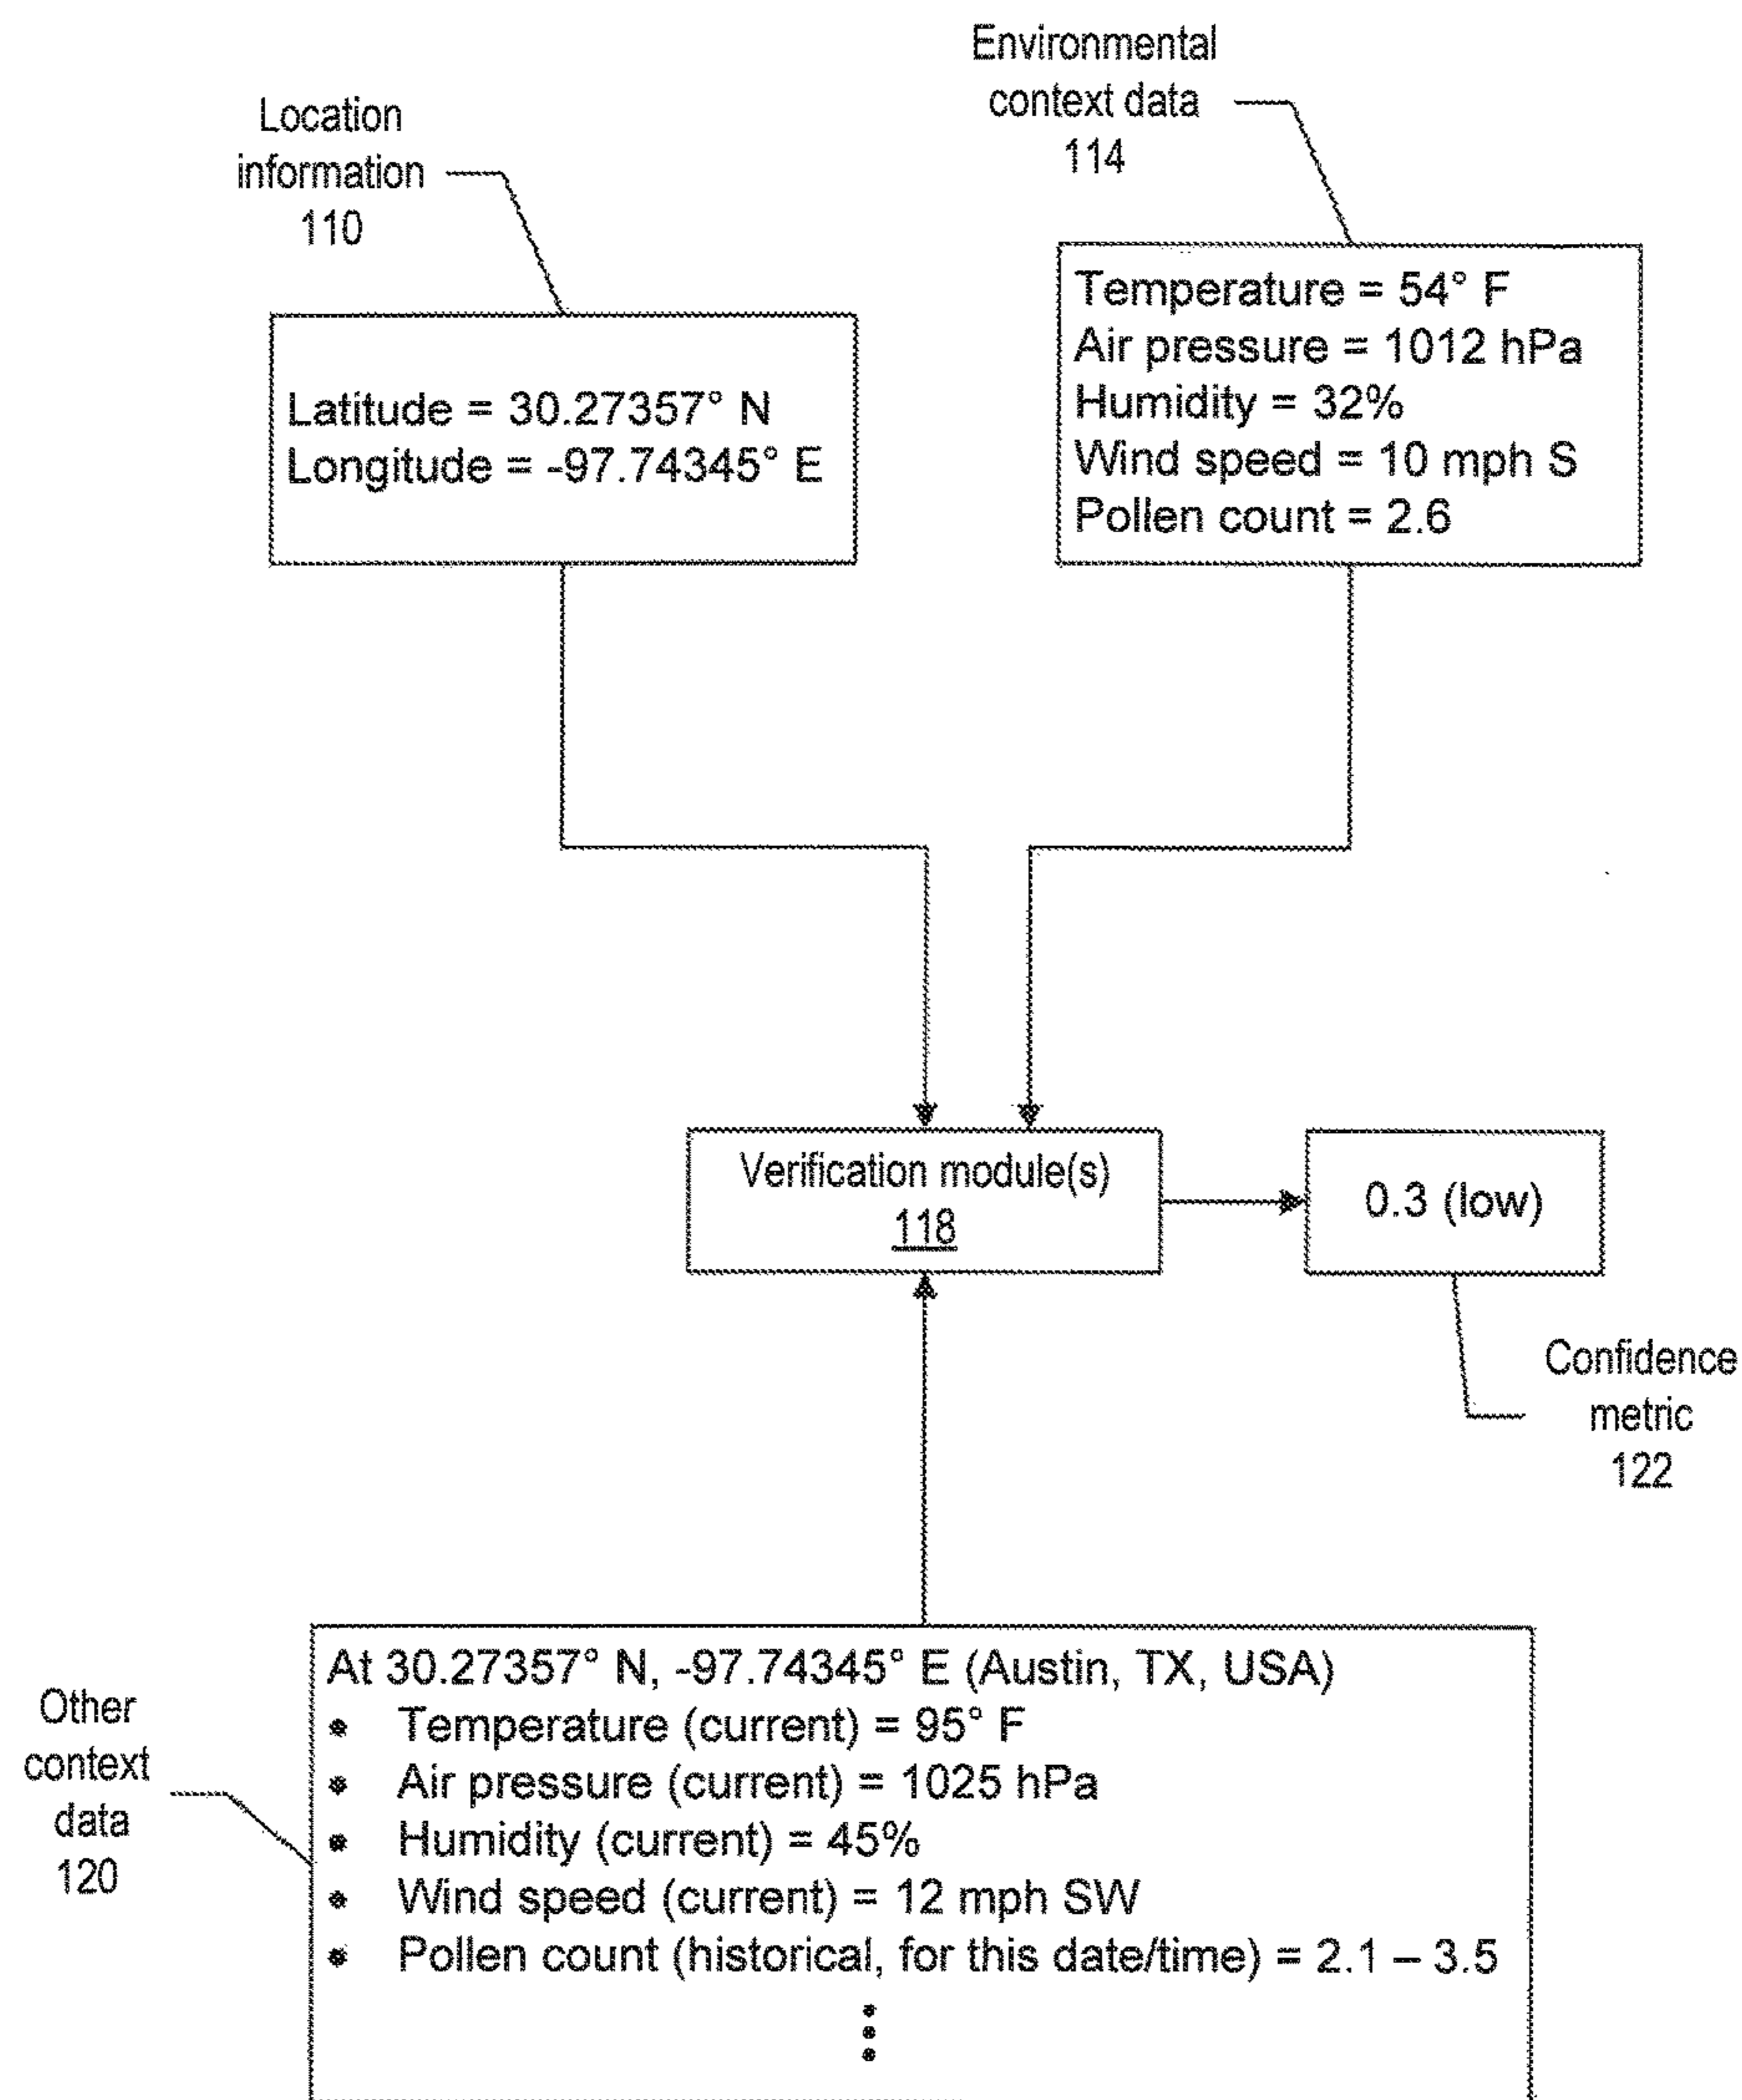 Environmental
context data
114
Location
information
110
Temperature = 54° F
Air pressure = 1012 hPa
Humidity = 32%
Wind speed = 10 mph S
Pollen count = 2.6
Latitude = 30.27357° N
Longitude = -97.74345° E
Verification module(s)
118
0.3 (low)
Confidence
metric
122
Other
context
data
120
At 30.27357° N, -97.74345° E (Austin, TX, USA)
• Temperature (current) = 95° F
• Air pressure (current) = 1025 hPa
• Humidity (current) = 45%
• Wind speed (current) = 12 mph SW
• Pollen count (historical, for this date/time) = 2.1 – 3.5